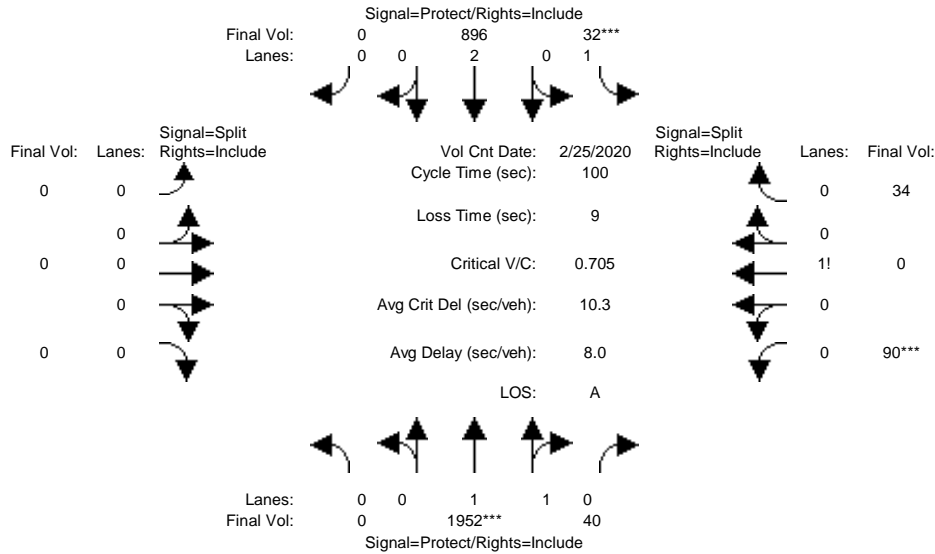 Signal=Protect/Rights=Include
Final Vol: 0 896 32***
Lanes: 0 0 2 0 1
Signal=Split Signal=Split
Final Vol: Lanes: Rights=Include Vol Cnt Date: 2/25/2020 Rights=Include Lanes: Final Vol:
Cycle Time (sec): 100
0 0 0 34
Loss Time (sec): 9
0 0
0 0 Critical V/C: 0.705 1! 0
0 Avg Crit Del (sec/veh): 10.3 0
0 0 Avg Delay (sec/veh): 8.0 0 90***
LOS: A
Lanes: 0 0 1 1 0
Final Vol: 0 1952*** 40
Signal=Protect/Rights=Include